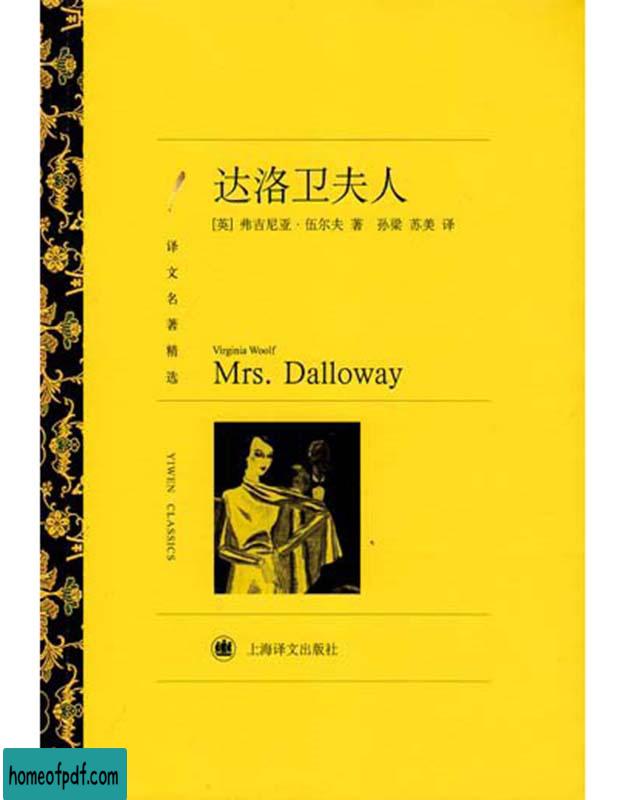 达洛卫夫人
[英] 弗吉尼亚·伍尔夫 著 孙梁 苏美 译
译文名著精选
Virginia Woolf
Mrs. Dalloway
YIWEN CLASSICS
上海译文出版社
homeofpdf.com